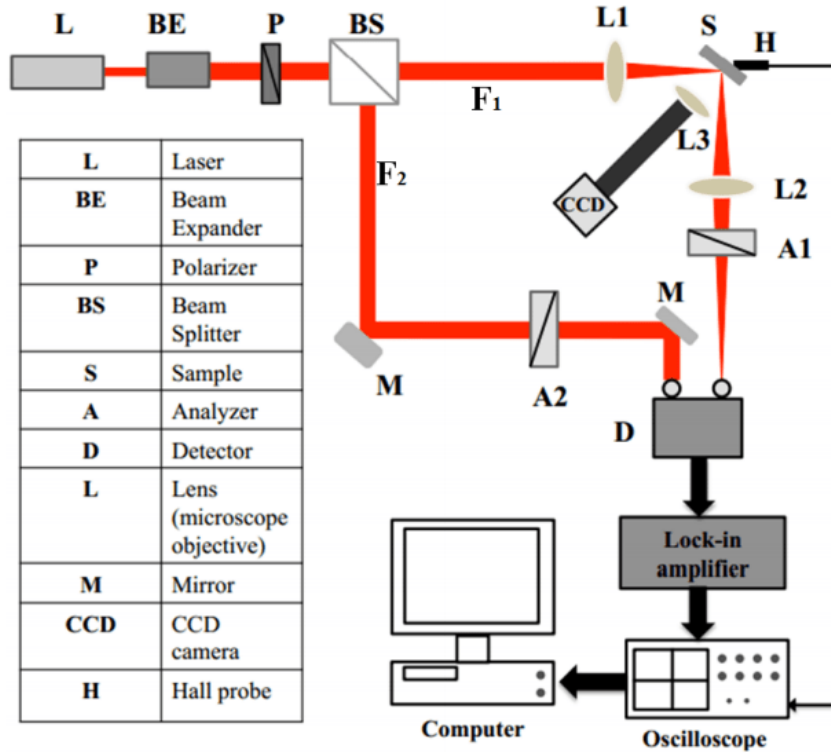 L BE P BS L1 S H
F₁
L3
F₂
CCD
L2
A1
M
M
A2
D
L Laser
BE Beam
Expander
P Polarizer
BS Beam
Splitter
S Sample
A Analyzer
D Detector
L Lens
(microscope
objective)
M Mirror
CCD CCD
camera
H Hall probe
Lock-in
amplifier
Computer
Oscilloscope